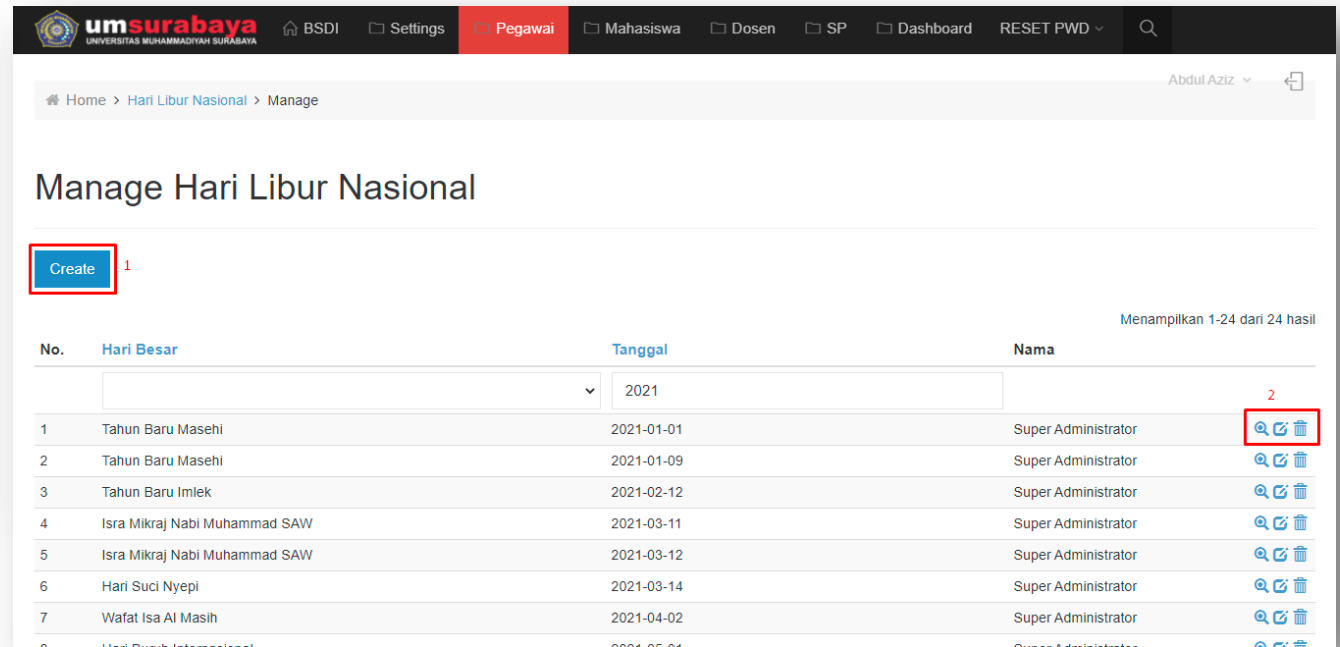 umsurabaya BSDI Settings Pegawai Mahasiswa Dosen SP Dashboard RESET PWD
UNIVERSITAS MUHAMMADIYAH SURABAYA
Abdul Aziz
Home > Hari Libur Nasional > Manage
Manage Hari Libur Nasional
Create 1
Menampilkan 1-24 dari 24 hasil
No. Hari Besar Tanggal Nama
2021
2
1 Tahun Baru Masehi 2021-01-01 Super Administrator
2 Tahun Baru Masehi 2021-01-09 Super Administrator
3 Tahun Baru Imlek 2021-02-12 Super Administrator
4 Isra Mikraj Nabi Muhammad SAW 2021-03-11 Super Administrator
5 Isra Mikraj Nabi Muhammad SAW 2021-03-12 Super Administrator
6 Hari Suci Nyepi 2021-03-14 Super Administrator
7 Wafat Isa Al Masih 2021-04-02 Super Administrator